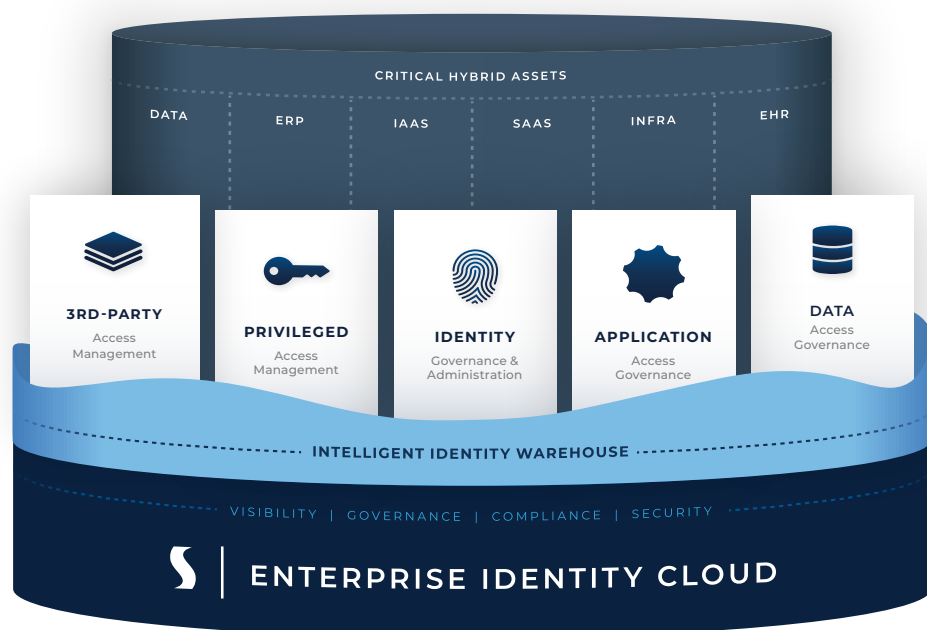 CRITICAL HYBRID ASSETS
DATA
ERP
IAAS
SAAS
INFRA
EHR
3RD-PARTY
Access
Management
PRIVILEGED
Access
Management
IDENTITY
Governance &
Administration
APPLICATION
Access
Governance
DATA
Access
Governance
INTELLIGENT IDENTITY WAREHOUSE
VISIBILITY | GOVERNANCE | COMPLIANCE | SECURITY
ENTERPRISE IDENTITY CLOUD